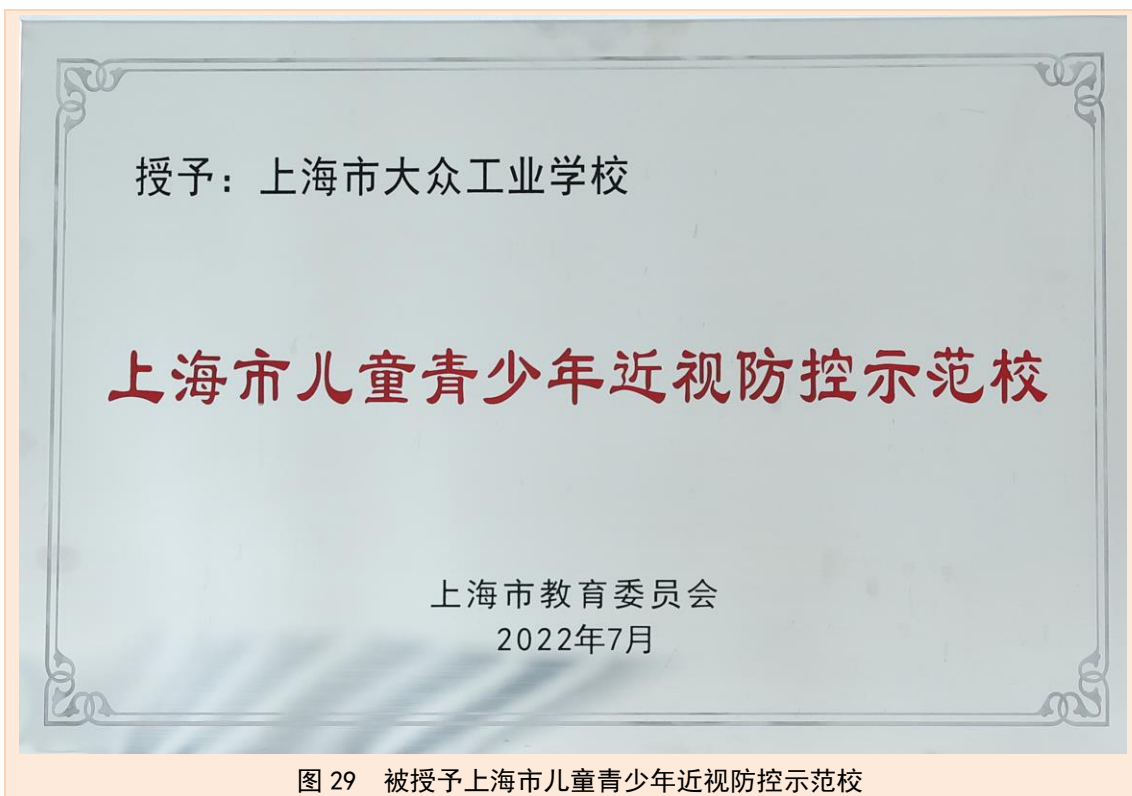 授予：上海市大众工业学校
上海市儿童青少年近视防控示范校
上海市教育委员会
2022年7月
图 29 被授予上海市儿童青少年近视防控示范校